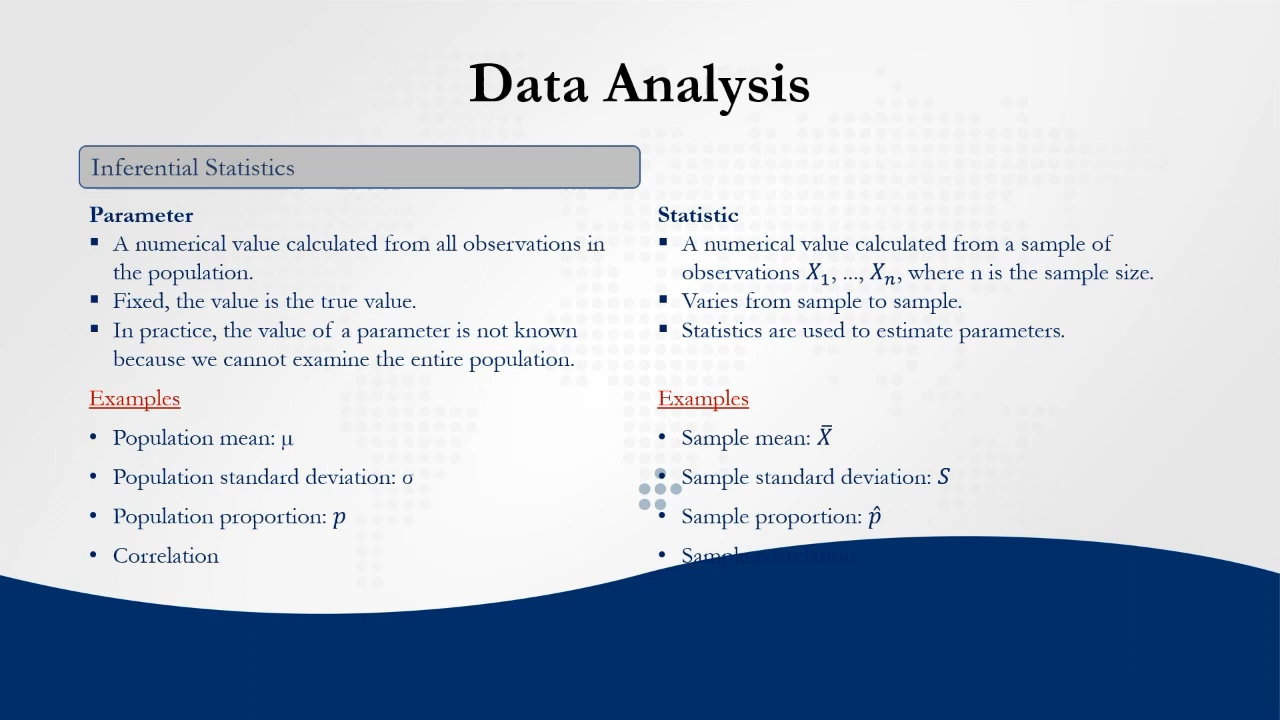 Data Analysis
Inferential Statistics
Parameter
▪ A numerical value calculated from all observations in
the population.
▪ Fixed, the value is the true value.
▪ In practice, the value of a parameter is not known
because we cannot examine the entire population.
Examples
• Population mean: μ
• Population standard deviation: σ
• Population proportion: 𝑝
• Correlation
Statistic
▪ A numerical value calculated from a sample of
observations 𝑋₁, ..., 𝑋ₙ, where n is the sample size.
▪ Varies from sample to sample.
▪ Statistics are used to estimate parameters.
Examples
• Sample mean: X̄
• Sample standard deviation: 𝑆
• Sample proportion: p̂
• Sample correlation